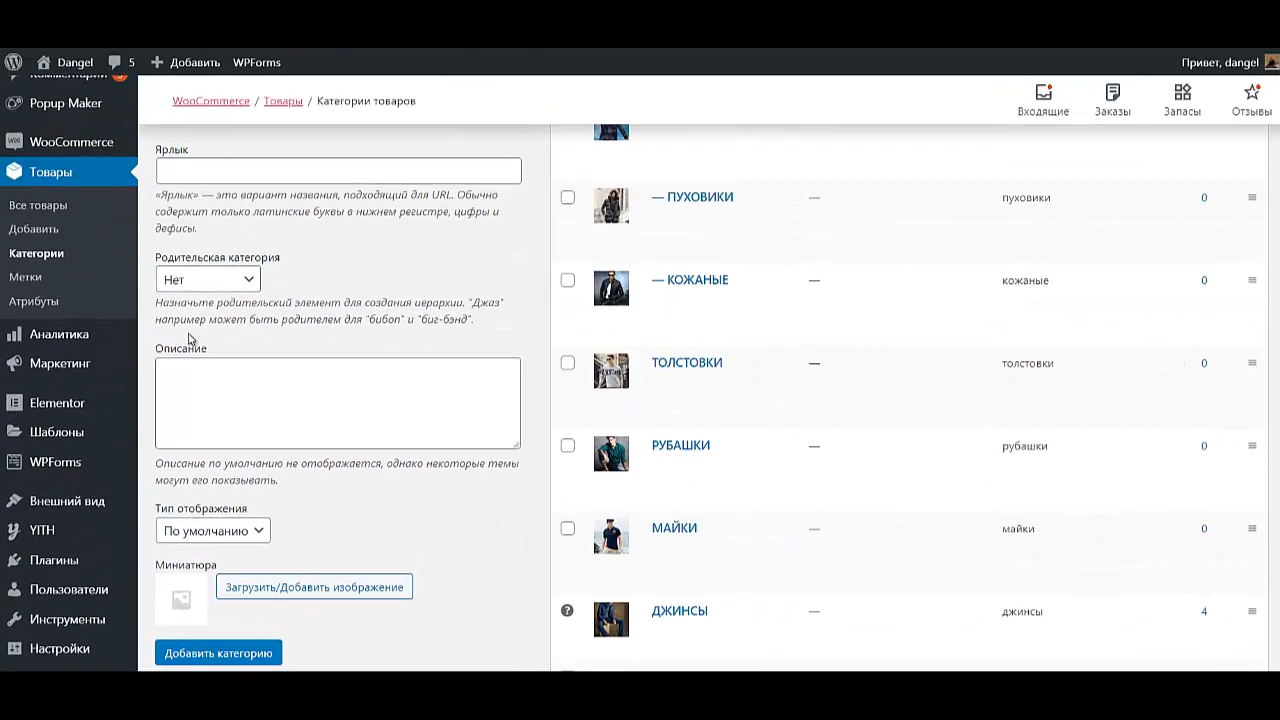 Dangel 5 Добавить WPForms Привет, dangel
Комментарии
Popup Maker
WooCommerce
Товары
Все товары
Добавить
Категории
Метки
Атрибуты
Аналитика
Маркетинг
Elementor
Шаблоны
WPForms
Внешний вид
YITH
Плагины
Пользователи
Инструменты
Настройки
WooCommerce / Товары / Категории товаров
Входящие Заказы Запасы Отзывы
Ярлык
«Ярлык» — это вариант названия, подходящий для URL. Обычно
содержит только латинские буквы в нижнем регистре, цифры и
дефисы.
Родительская категория
Нет
Назначьте родительский элемент для создания иерархии. "Джаз"
например может быть родителем для "бибоп" и "биг-бэнд".
Описание
Описание по умолчанию не отображается, однако некоторые темы
могут его показывать.
Тип отображения
По умолчанию
Миниатюра
Загрузить/Добавить изображение
Добавить категорию
— ПУХОВИКИ — пуховики 0
— КОЖАНЫЕ — кожаные 0
ТОЛСТОВКИ — толстовки 0
РУБАШКИ — рубашки 0
МАЙКИ — майки 0
ДЖИНСЫ — джинсы 4